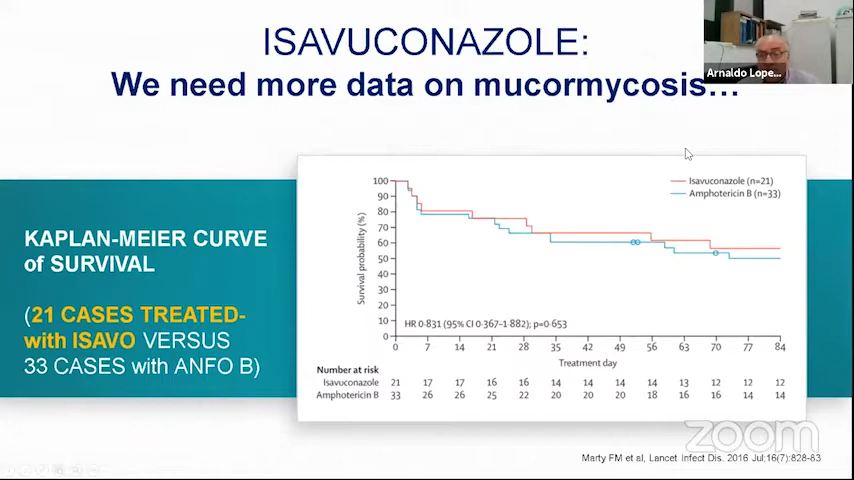 ISAVUCONAZOLE:
We need more data on mucormycosis...
Arnaldo Lope...
KAPLAN-MEIER CURVE
of SURVIVAL
(21 CASES TREATED-
with ISAVO VERSUS
33 CASES with ANFO B)
Isavuconazole (n=21)
Amphotericin B (n=33)
Survival probability (%)
100
90
80
70
60
50
40
30
20
10
0
HR 0·831 (95% CI 0·367–1·882); p=0·653
0 7 14 21 28 35 42 49 56 63 70 77 84
Treatment day
Number at risk
Isavuconazole 21 17 17 16 16 14 14 14 14 13 12 12 12
Amphotericin B 33 26 26 25 22 20 20 20 18 16 16 14 14
zoom
Marty FM et al, Lancet Infect Dis. 2016 Jul;16(7):828-83